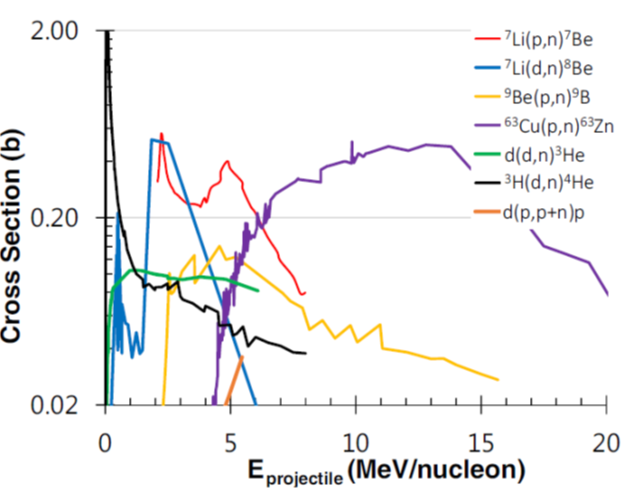 2.00
0.20
0.02
Cross Section (b)
⁷Li(p,n)⁷Be
⁷Li(d,n)⁸Be
⁹Be(p,n)⁹B
⁶³Cu(p,n)⁶³Zn
d(d,n)³He
³H(d,n)⁴He
d(p,p+n)p
0 5 10 15 20
E projectile (MeV/nucleon)